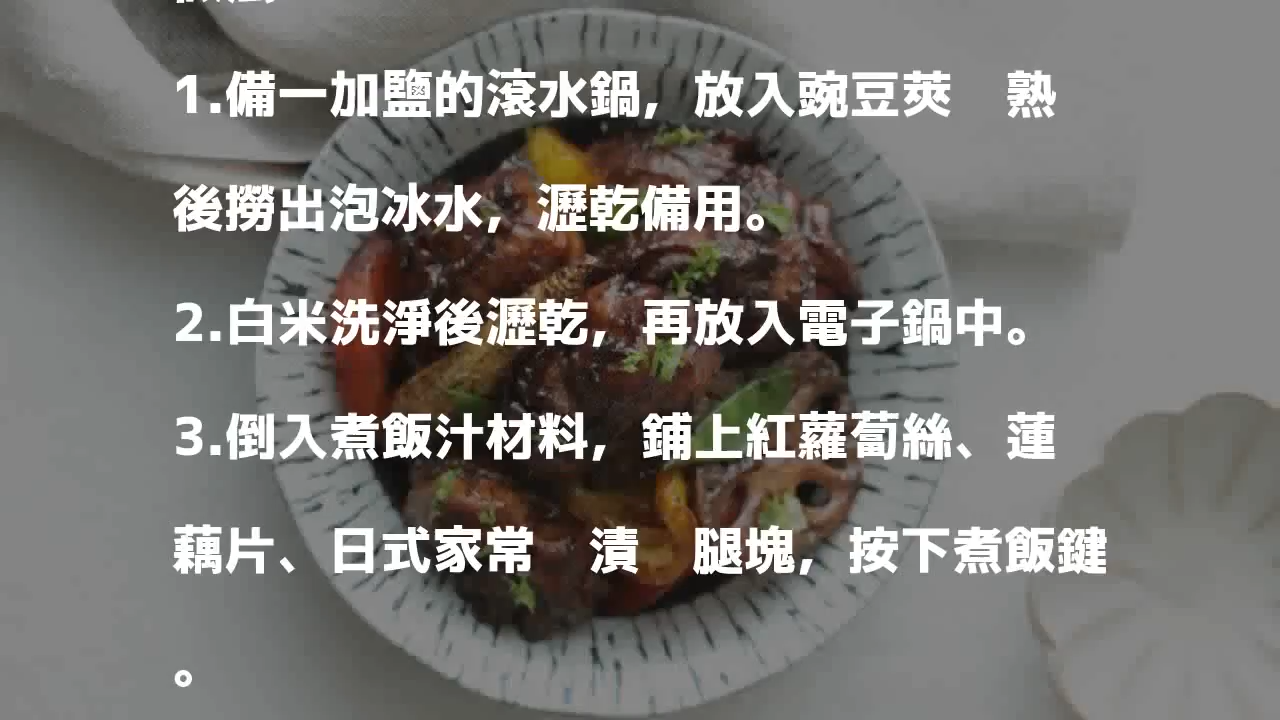 1.備一加鹽的滾水鍋，放入豌豆莢　熟
後撈出泡冰水，瀝乾備用。
2.白米洗淨後瀝乾，再放入電子鍋中。
3.倒入煮飯汁材料，鋪上紅蘿蔔絲、蓮
藕片、日式家常　漬　腿塊，按下煮飯鍵
。